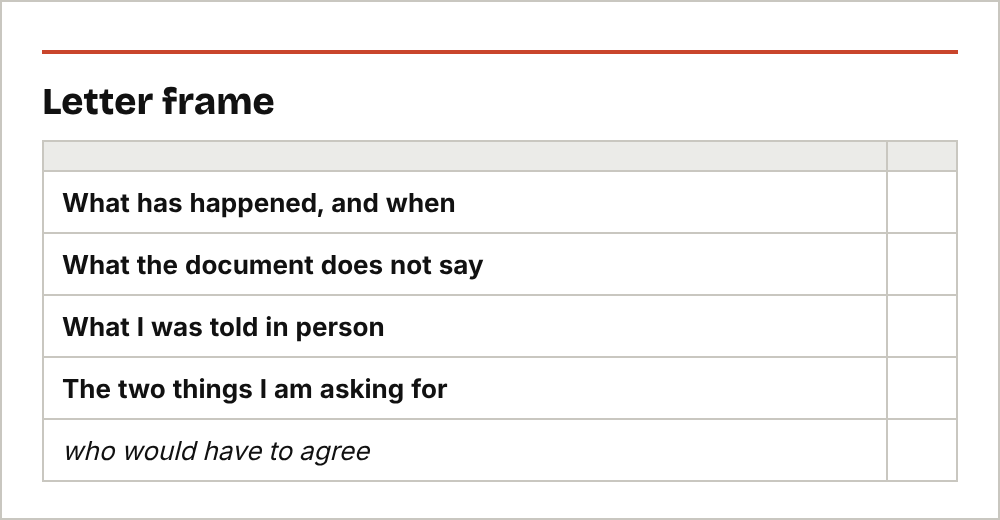 Letter frame
What has happened, and when
What the document does not say
What I was told in person
The two things I am asking for
who would have to agree